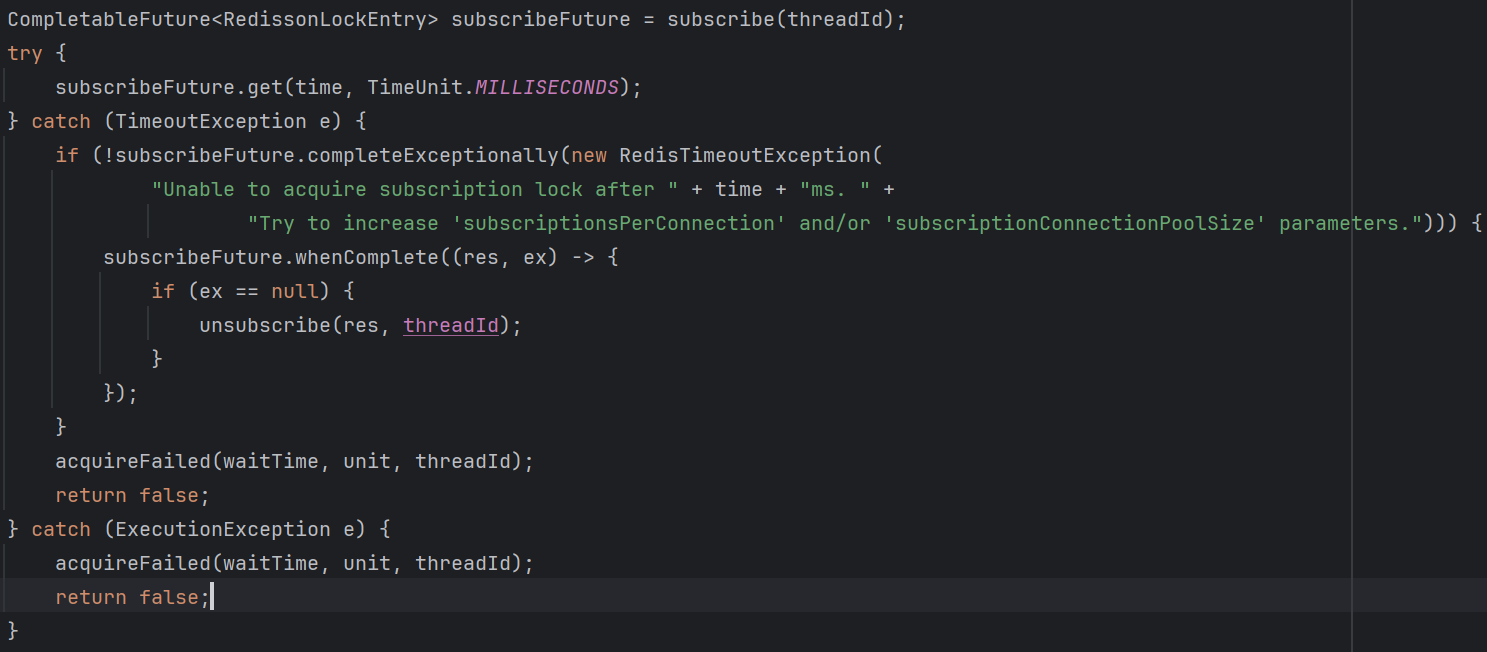 CompletableFuture<RedissonLockEntry> subscribeFuture = subscribe(threadId);
try {
    subscribeFuture.get(time, TimeUnit.MILLISECONDS);
} catch (TimeoutException e) {
    if (!subscribeFuture.completeExceptionally(new RedisTimeoutException(
            "Unable to acquire subscription lock after " + time + "ms. " +
                    "Try to increase 'subscriptionsPerConnection' and/or 'subscriptionConnectionPoolSize' parameters."))) {
        subscribeFuture.whenComplete((res, ex) -> {
            if (ex == null) {
                unsubscribe(res, threadId);
            }
        });
    }
    acquireFailed(waitTime, unit, threadId);
    return false;
} catch (ExecutionException e) {
    acquireFailed(waitTime, unit, threadId);
    return false;
}